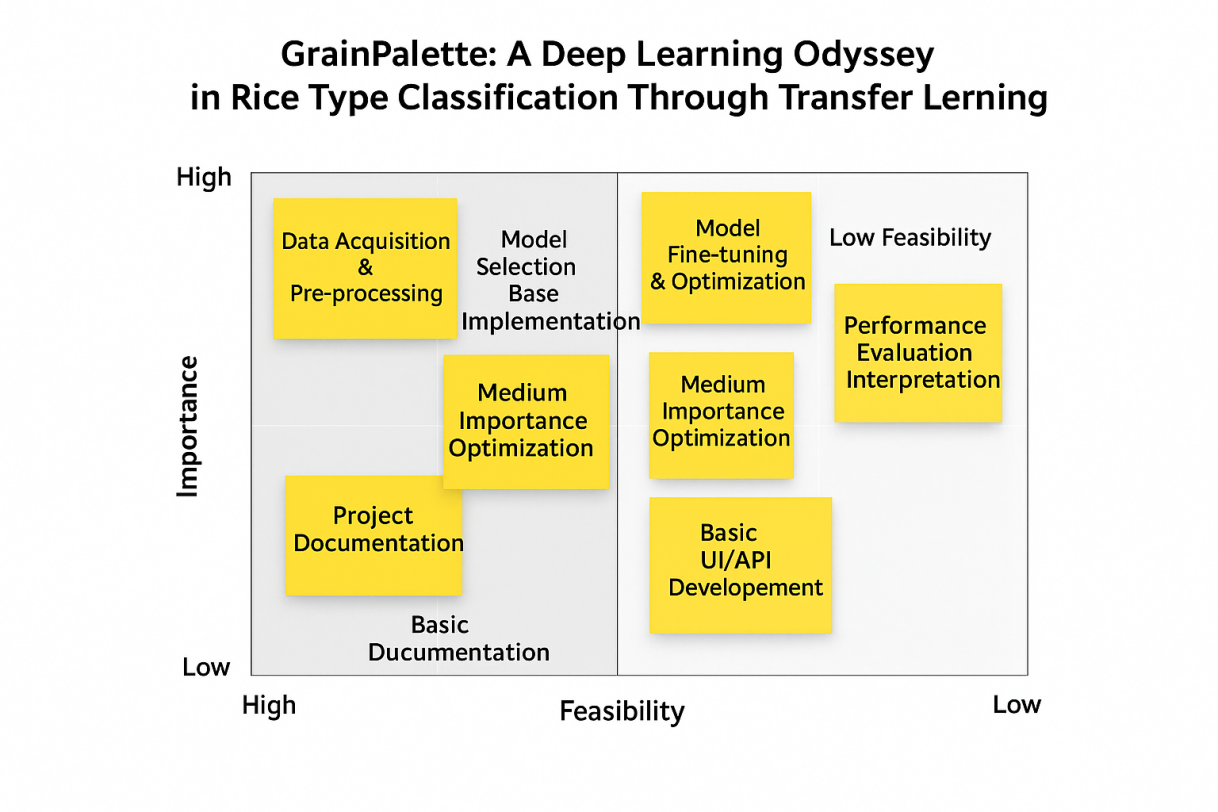 GrainPalette: A Deep Learning Odyssey
in Rice Type Classification Through Transfer Lerning
High
Data Acquisition
&
Pre-processing
Model
Selection
Base
Implementation
Model
Fine-tuning
& Optimization
Low Feasibility
Performance
Evaluation
Interpretation
Importance
Medium
Importance
Optimization
Medium
Importance
Optimization
Project
Documentation
Basic
UI/API
Developement
Basic
Ducumentation
Low
High
Feasibility
Low